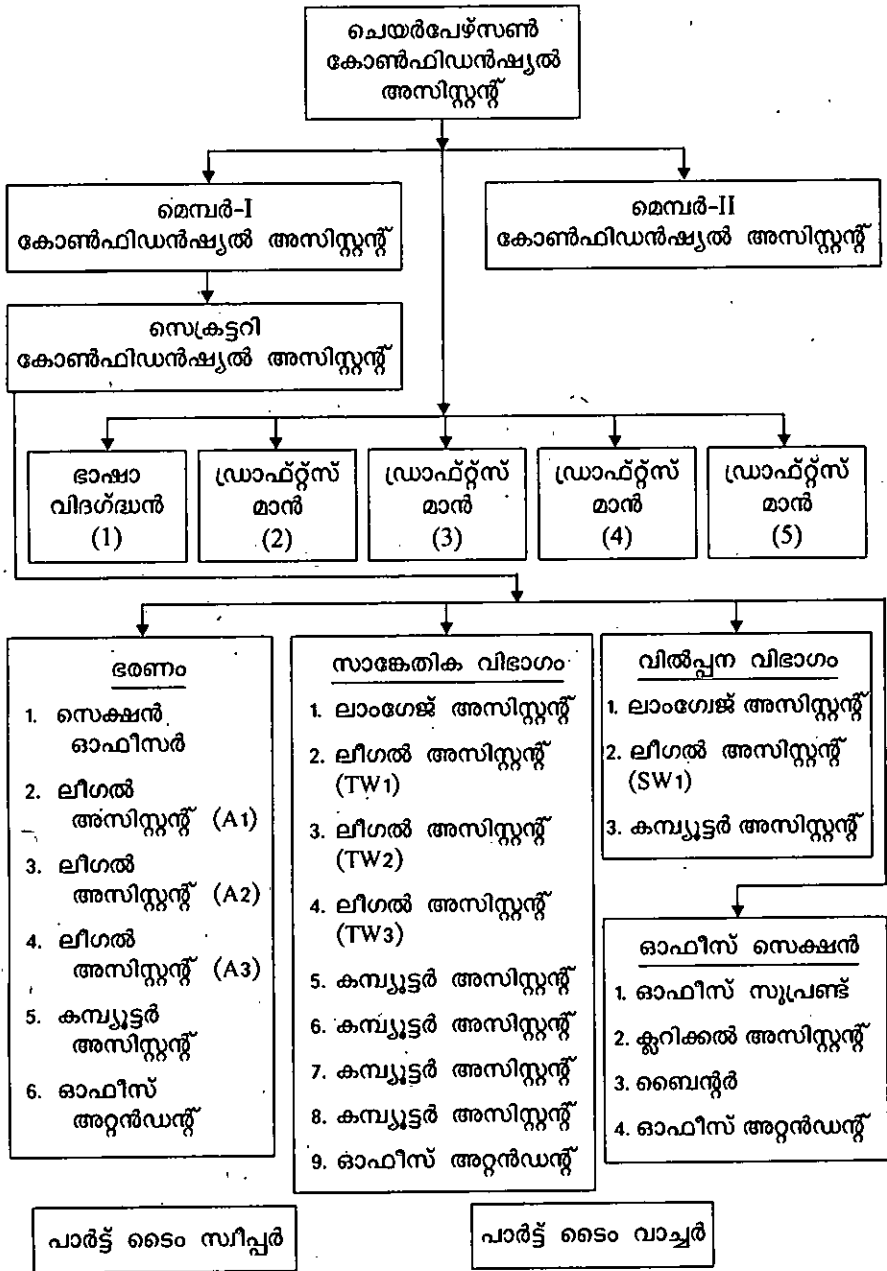 ചെയർപേഴ്സൺ
കോൺഫിഡൻഷ്യൽ
അസിസ്റ്റന്റ്
മെമ്പർ-I
കോൺഫിഡൻഷ്യൽ അസിസ്റ്റന്റ്
മെമ്പർ-II
കോൺഫിഡൻഷ്യൽ അസിസ്റ്റന്റ്
സെക്രട്ടറി
കോൺഫിഡൻഷ്യൽ അസിസ്റ്റന്റ്
ഭാഷാ
വിദഗ്ദ്ധൻ
(1)
ഡ്രാഫ്റ്റ്സ്
മാൻ
(2)
ഡ്രാഫ്റ്റ്സ്
മാൻ
(3)
ഡ്രാഫ്റ്റ്സ്
മാൻ
(4)
ഡ്രാഫ്റ്റ്സ്
മാൻ
(5)
ഭരണം
1. സെക്ഷൻ
ഓഫീസർ
2. ലീഗൽ
അസിസ്റ്റന്റ് (A1)
3. ലീഗൽ
അസിസ്റ്റന്റ് (A2)
4. ലീഗൽ
അസിസ്റ്റന്റ് (A3)
5. കമ്പ്യൂട്ടർ
അസിസ്റ്റന്റ്
6. ഓഫീസ്
അറ്റൻഡന്റ്
സാങ്കേതിക വിഭാഗം
1. ലാംഗേജ് അസിസ്റ്റന്റ്
2. ലീഗൽ അസിസ്റ്റന്റ്
(TW1)
3. ലീഗൽ അസിസ്റ്റന്റ്
(TW2)
4. ലീഗൽ അസിസ്റ്റന്റ്
(TW3)
5. കമ്പ്യൂട്ടർ അസിസ്റ്റന്റ്
6. കമ്പ്യൂട്ടർ അസിസ്റ്റന്റ്
7. കമ്പ്യൂട്ടർ അസിസ്റ്റന്റ്
8. കമ്പ്യൂട്ടർ അസിസ്റ്റന്റ്
9. ഓഫീസ് അറ്റൻഡന്റ്
വിൽപ്പന വിഭാഗം
1. ലാംഗ്വേജ് അസിസ്റ്റന്റ്
2. ലീഗൽ അസിസ്റ്റന്റ്
(SW1)
3. കമ്പ്യൂട്ടർ അസിസ്റ്റന്റ്
ഓഫീസ് സെക്ഷൻ
1. ഓഫീസ് സൂപ്രണ്ട്
2. ക്ലറിക്കൽ അസിസ്റ്റന്റ്
3. ബൈന്റർ
4. ഓഫീസ് അറ്റൻഡന്റ്
പാർട്ട് ടൈം സ്വീപ്പർ
പാർട്ട് ടൈം വാച്ചർ